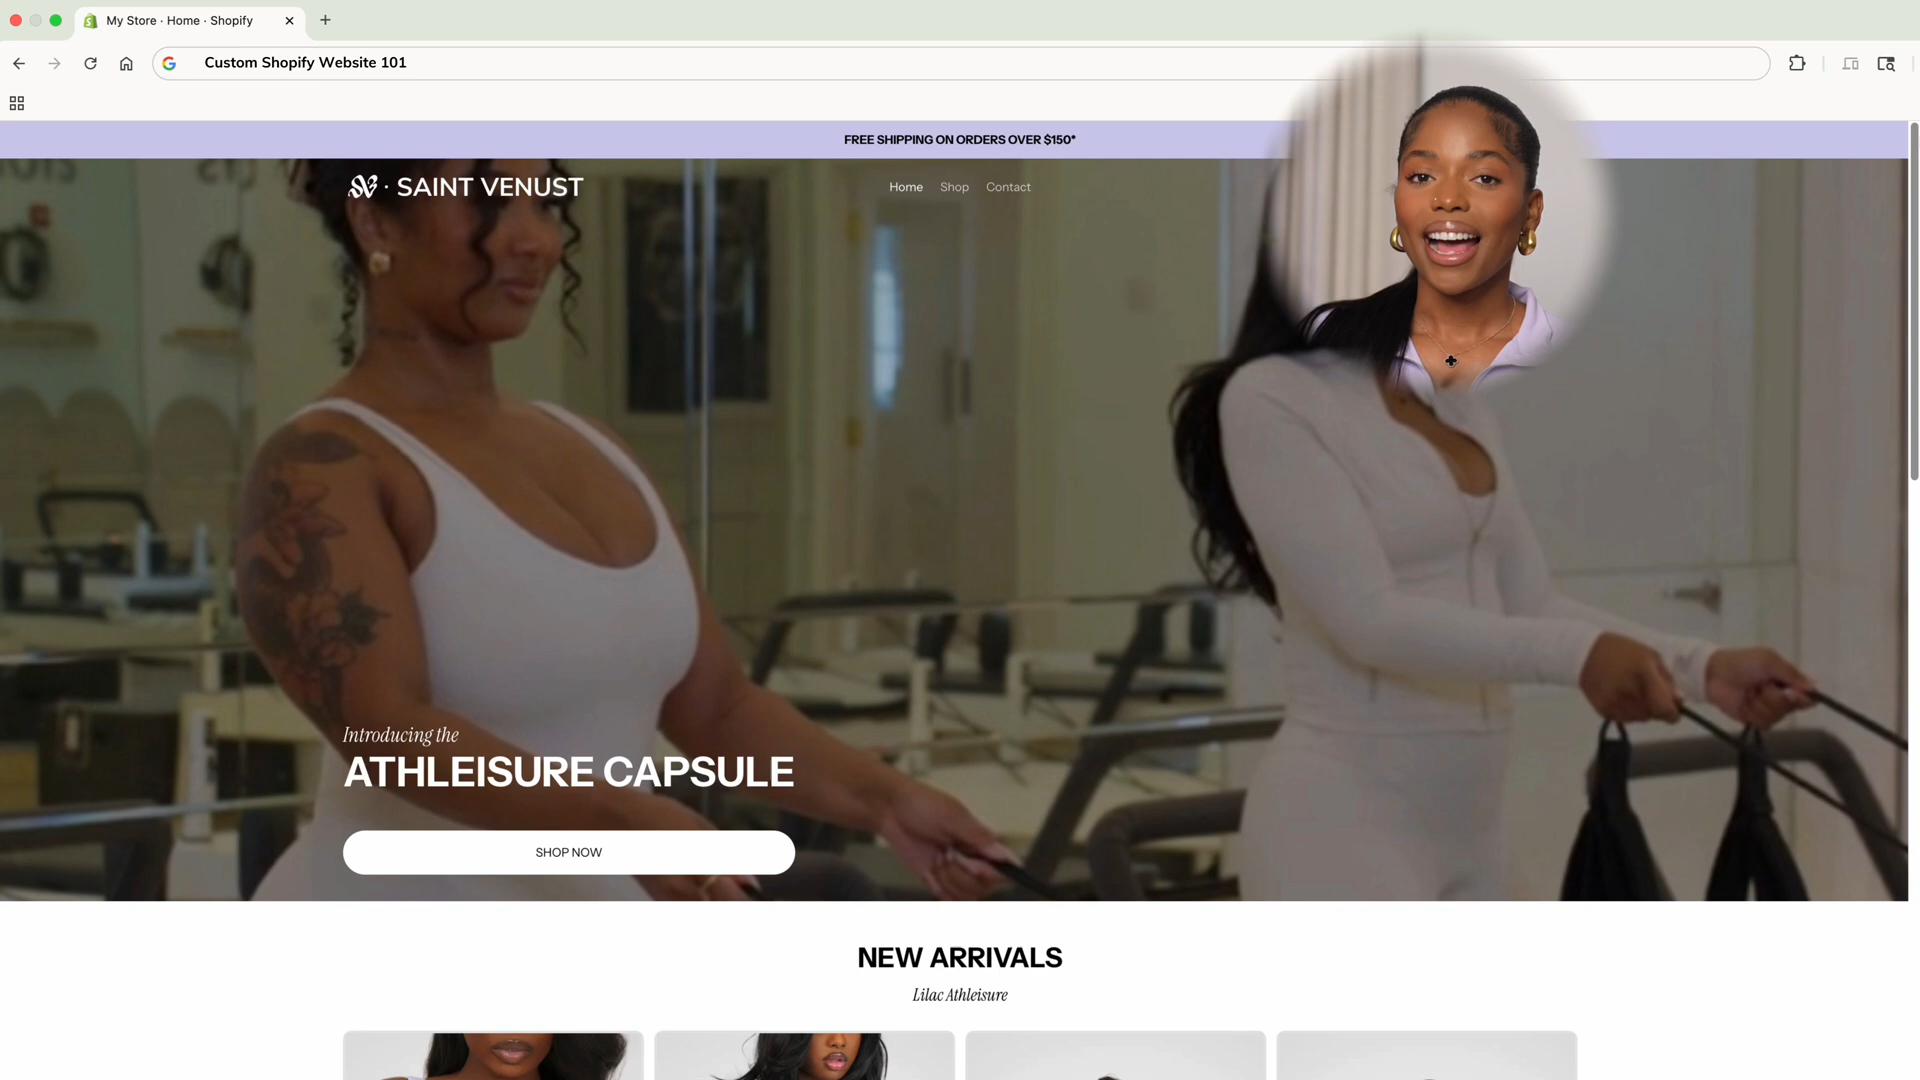 My Store · Home · Shopify
Custom Shopify Website 101
FREE SHIPPING ON ORDERS OVER $150*
· SAINT VENUST
Home Shop Contact
Introducing the
ATHLEISURE CAPSULE
SHOP NOW
NEW ARRIVALS
Lilac Athleisure